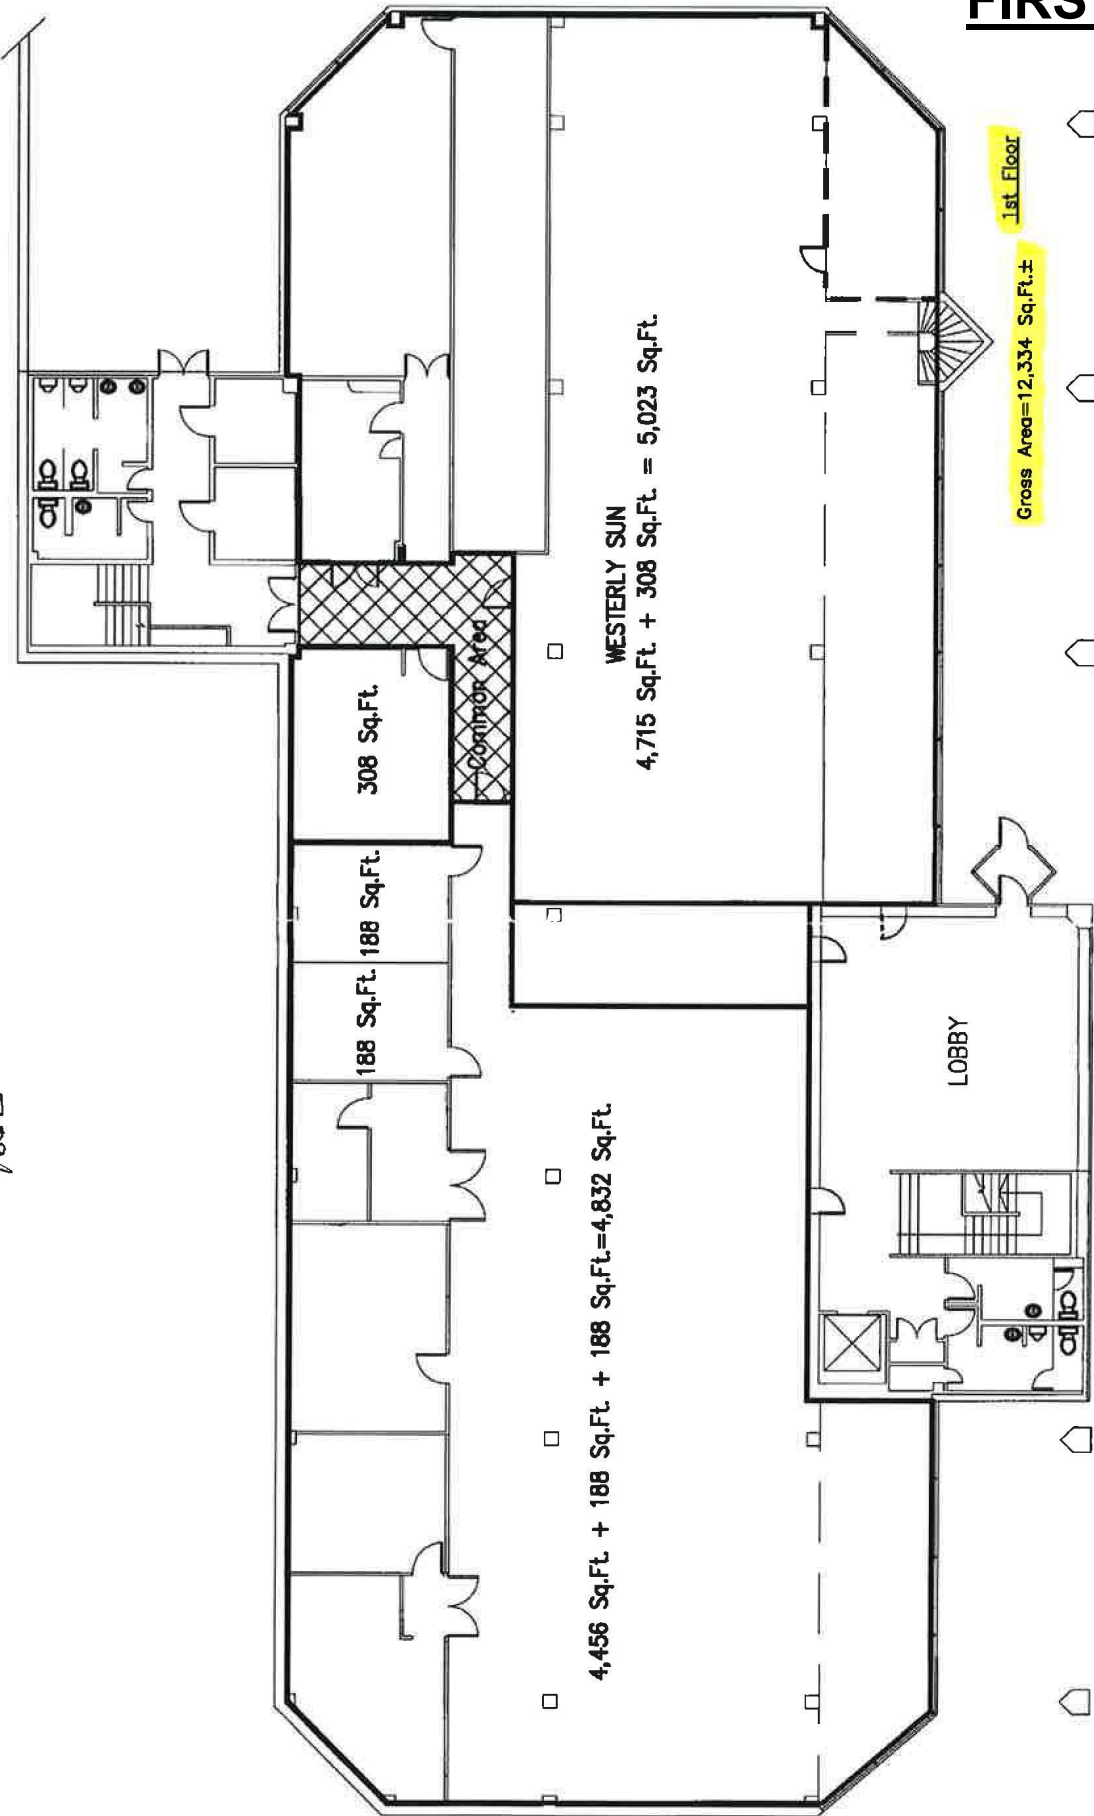 FIRS
1st Floor
Gross Area=12,334 Sq.Ft.±
WESTERLY SUN
4,715 Sq.Ft. + 308 Sq.Ft. = 5,023 Sq.Ft.
Common Area
308 Sq.Ft.
188 Sq.Ft.
188 Sq.Ft.
LOBBY
4,456 Sq.Ft. + 188 Sq.Ft. + 188 Sq.Ft.=4,832 Sq.Ft.